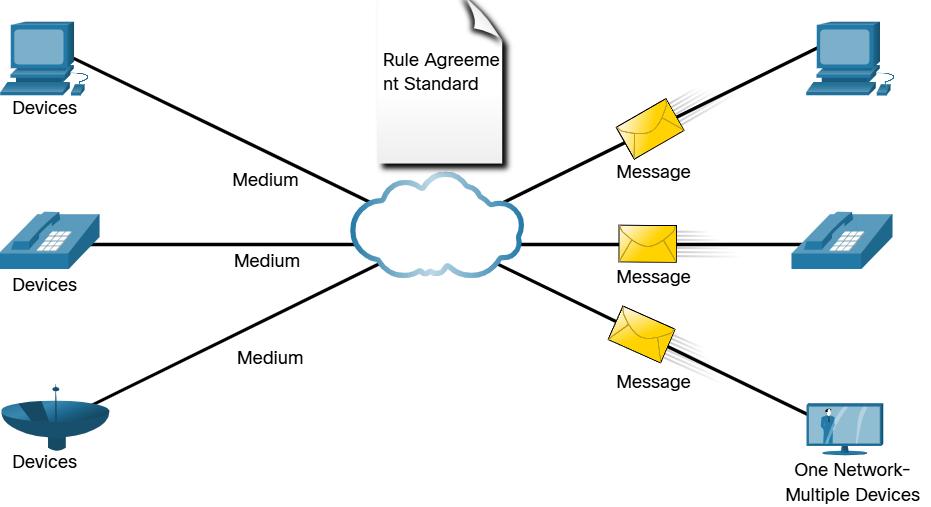 Rule Agreeme
nt Standard
Devices
Medium
Message
Medium
Devices
Message
Medium
Message
Devices
One Network-
Multiple Devices